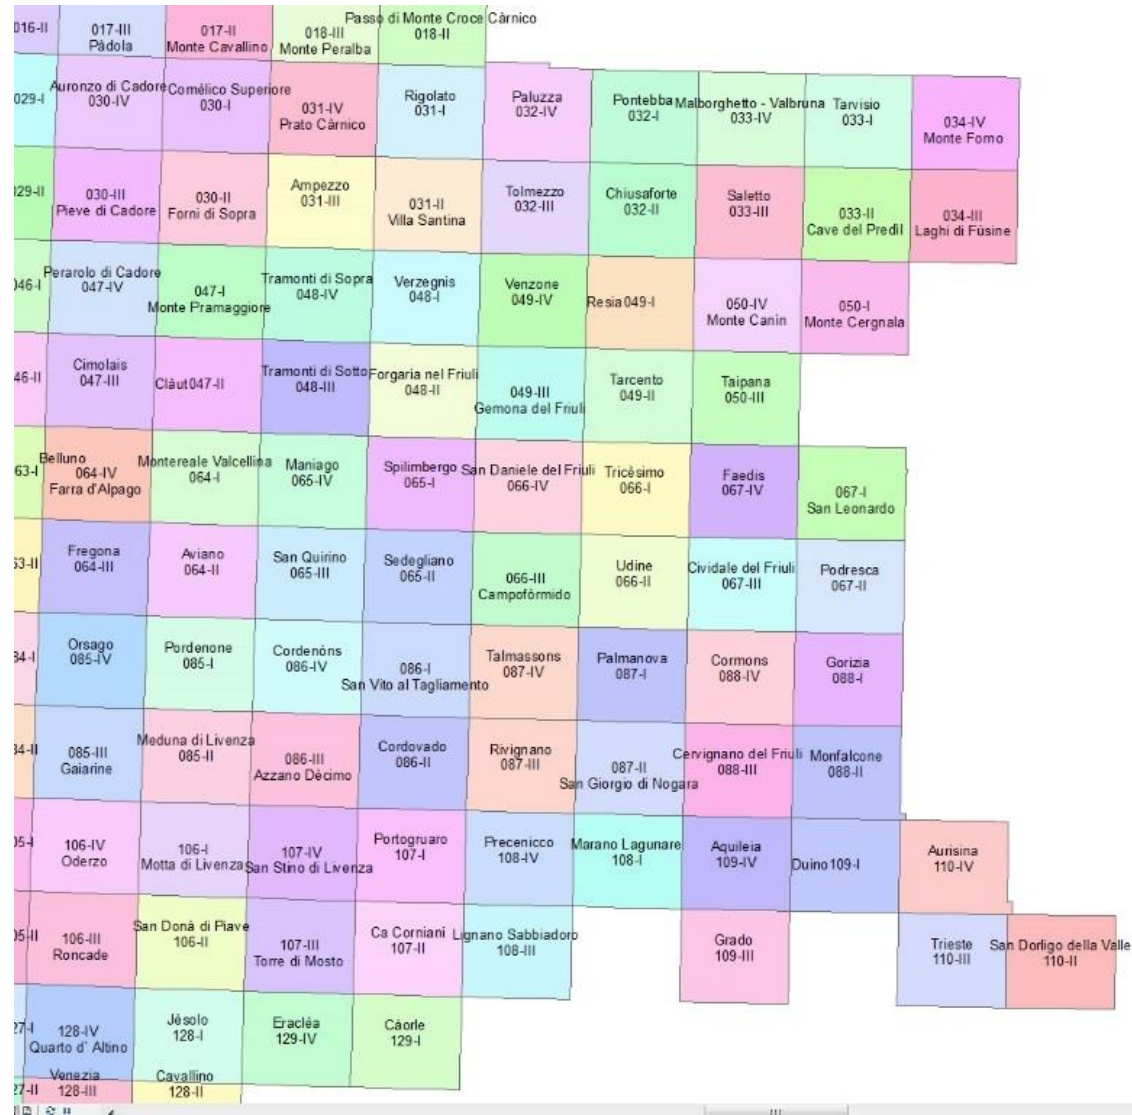 Passo di Monte Croce Càrnico
016-II
017-III
Pàdola
017-II
Monte Cavallino
018-III
Monte Peralba
018-II
029-I
Auronzo di Cadore
030-IV
Comélico Superiore
030-I
031-IV
Prato Càrnico
Rigolato
031-I
Paluzza
032-IV
Pontebba
032-I
Malborghetto - Valbruna
033-IV
Tarvisio
033-I
034-IV
Monte Forno
29-II
030-III
Pieve di Cadore
030-II
Forni di Sopra
Ampezzo
031-III
031-II
Villa Santina
Tolmezzo
032-III
Chiusaforte
032-II
Saletto
033-III
033-II
Cave del Predil
034-III
Laghi di Fùsine
046-I
Perarolo di Cadore
047-IV
047-I
Monte Pramaggiore
Tramonti di Sopra
048-IV
Verzegnis
048-I
Venzone
049-IV
Resia 049-I
050-IV
Monte Canin
050-I
Monte Cergnala
46-II
Cimolais
047-III
Clàut 047-II
Tramonti di Sotto
048-III
Forgaria nel Friuli
048-II
049-III
Gemona del Friuli
Tarcento
049-II
Taipana
050-III
63-I
Belluno
064-IV
Farra d'Alpago
Montereale Valcellina
064-I
Maniago
065-IV
Spilimbergo
065-I
San Daniele del Friuli
066-IV
Tricèsimo
066-I
Faedis
067-IV
067-I
San Leonardo
63-II
Fregona
064-III
Aviano
064-II
San Quirino
065-III
Sedegliano
065-II
066-III
Campofòrmido
Udine
066-II
Cividale del Friuli
067-III
Podresca
067-II
84-I
Orsago
085-IV
Pordenone
085-I
Cordenòns
086-IV
086-I
San Vito al Tagliamento
Talmassons
087-IV
Palmanova
087-I
Cormons
088-IV
Gorizia
088-I
84-II
085-III
Gaiarine
Meduna di Livenza
085-II
086-III
Azzano Dècimo
Cordovado
086-II
Rivignano
087-III
087-II
San Giorgio di Nogara
Cervignano del Friuli
088-III
Monfalcone
088-II
05-I
106-IV
Oderzo
106-I
Motta di Livenza
107-IV
San Stino di Livenza
Portogruaro
107-I
Precenicco
108-IV
Marano Lagunare
108-I
Aquileia
109-IV
Duino 109-I
Aurisina
110-IV
05-II
106-III
Roncade
San Donà di Piave
106-II
107-III
Torre di Mosto
Ca Corniani
107-II
Lignano Sabbiadoro
108-III
Grado
109-III
Trieste
110-III
San Dorligo della Valle
110-II
27-I
128-IV
Quarto d' Altino
Jèsolo
128-I
Eraclèa
129-IV
Càorle
129-I
27-II
Venezia
128-III
Cavallino
128-II